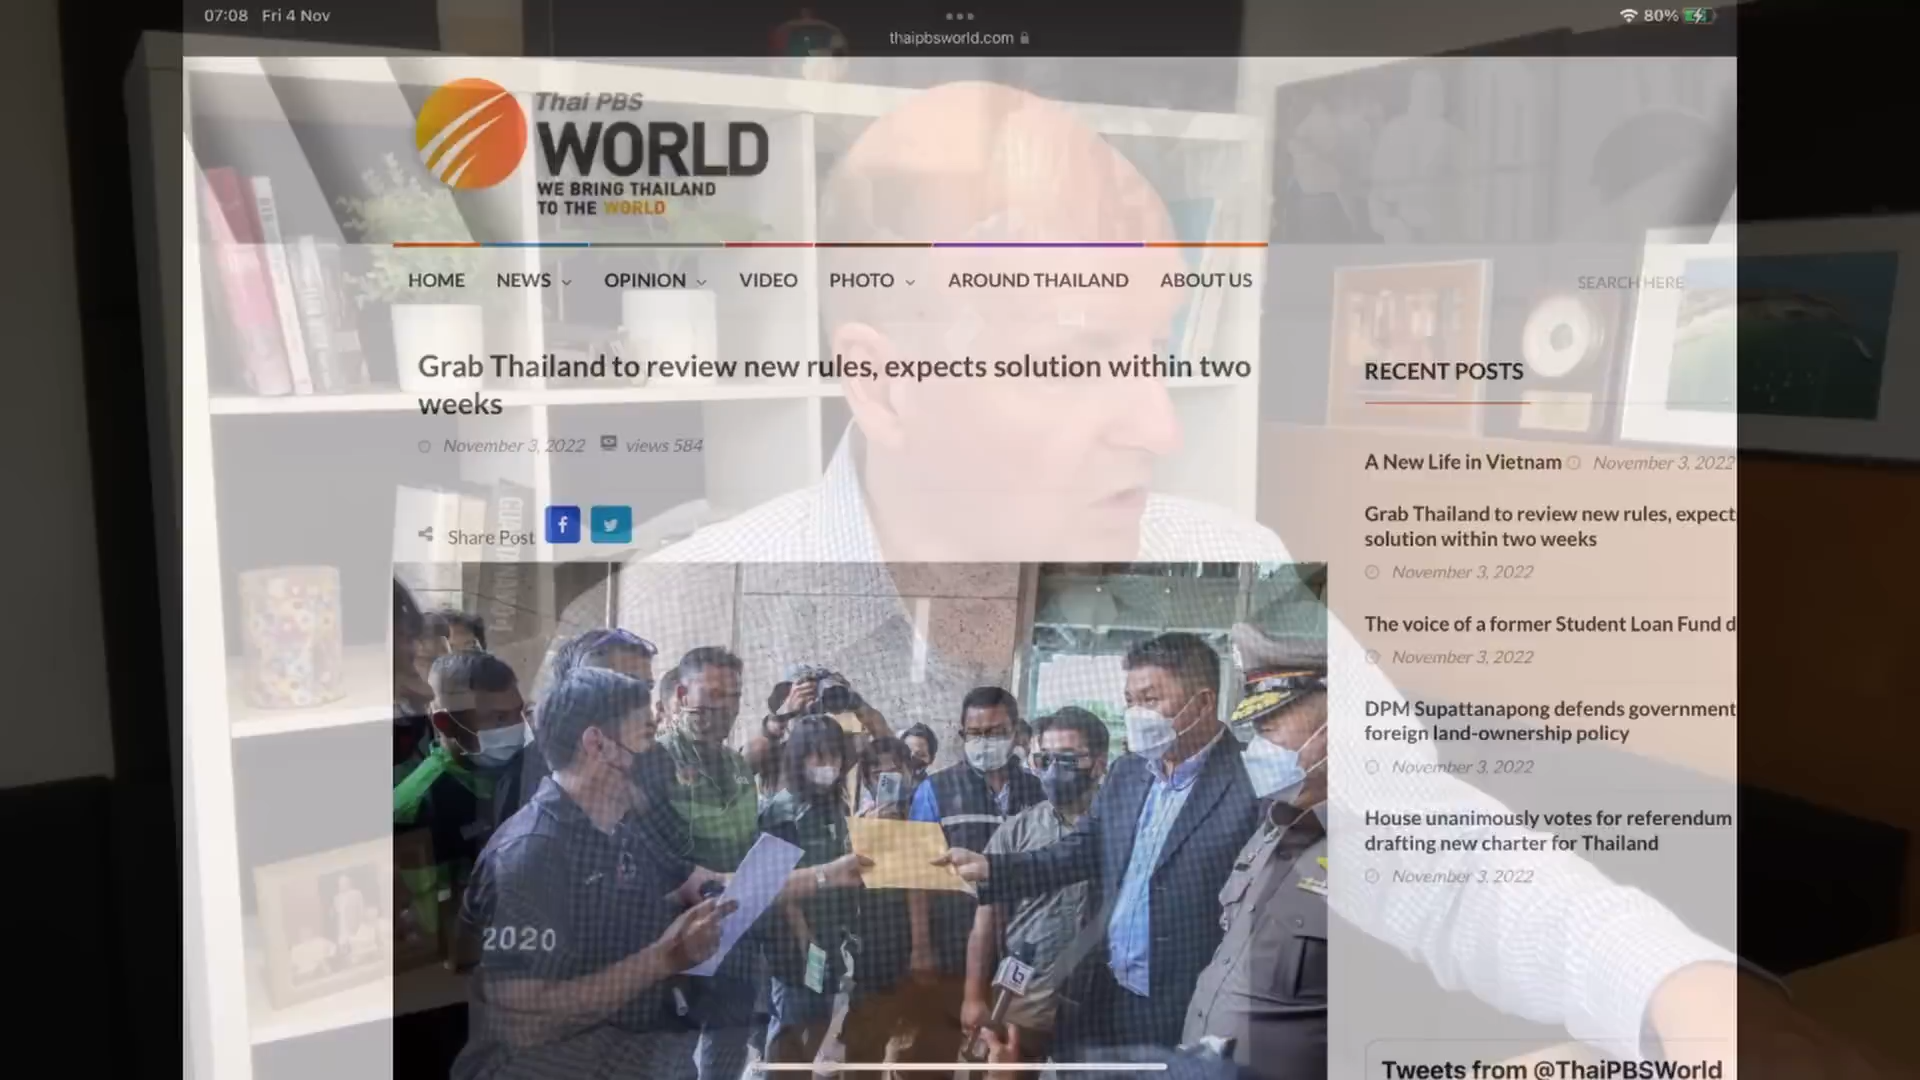 07:08 Fri 4 Nov
80%
thaipbsworld.com
Thai PBS
WORLD
WE BRING THAILAND
TO THE WORLD
HOME NEWS OPINION VIDEO PHOTO AROUND THAILAND ABOUT US
SEARCH HERE
Grab Thailand to review new rules, expects solution within two
weeks
November 3, 2022 views 584
Share Post
2020
RECENT POSTS
A New Life in Vietnam November 3, 2022
Grab Thailand to review new rules, expect
solution within two weeks
November 3, 2022
The voice of a former Student Loan Fund d
November 3, 2022
DPM Supattanapong defends government
foreign land-ownership policy
November 3, 2022
House unanimously votes for referendum
drafting new charter for Thailand
November 3, 2022
Tweets from @ThaiPBSWorld